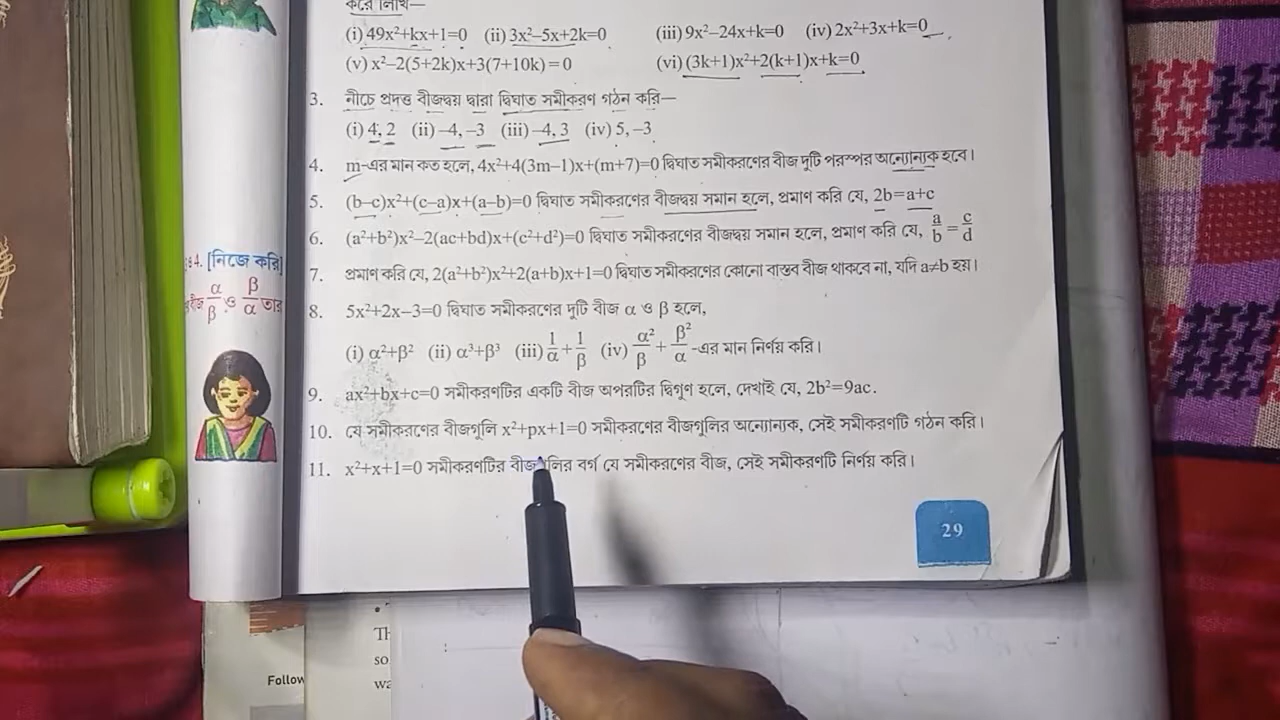 করে লিখি—
(i) 49x²+kx+1=0 (ii) 3x²–5x+2k=0 (iii) 9x²–24x+k=0 (iv) 2x²+3x+k=0
(v) x²–2(5+2k)x+3(7+10k)=0 (vi) (3k+1)x²+2(k+1)x+k=0
3. নীচে প্রদত্ত বীজদ্বয় দ্বারা দ্বিঘাত সমীকরণ গঠন করি—
(i) 4, 2 (ii) –4, –3 (iii) –4, 3 (iv) 5, –3
4. m-এর মান কত হলে, 4x²+4(3m–1)x+(m+7)=0 দ্বিঘাত সমীকরণের বীজ দুটি পরস্পর অন্যোন্যক হবে।
5. (b–c)x²+(c–a)x+(a–b)=0 দ্বিঘাত সমীকরণের বীজদ্বয় সমান হলে, প্রমাণ করি যে, 2b=a+c
6. (a²+b²)x²–2(ac+bd)x+(c²+d²)=0 দ্বিঘাত সমীকরণের বীজদ্বয় সমান হলে, প্রমাণ করি যে, a/b = c/d
7. প্রমাণ করি যে, 2(a²+b²)x²+2(a+b)x+1=0 দ্বিঘাত সমীকরণের কোনো বাস্তব বীজ থাকবে না, যদি a≠b হয়।
8. 5x²+2x–3=0 দ্বিঘাত সমীকরণের দুটি বীজ α ও β হলে,
(i) α²+β² (ii) α³+β³ (iii) 1/α + 1/β (iv) α²/β + β²/α -এর মান নির্ণয় করি।
9. ax²+bx+c=0 সমীকরণটির একটি বীজ অপরটির দ্বিগুণ হলে, দেখাই যে, 2b²=9ac.
10. যে সমীকরণের বীজগুলি x²+px+1=0 সমীকরণের বীজগুলির অন্যোন্যক, সেই সমীকরণটি গঠন করি।
11. x²+x+1=0 সমীকরণটির বীজগুলির বর্গ যে সমীকরণের বীজ, সেই সমীকরণটি নির্ণয় করি।
29
4. [নিজে করি]
α/β ও β/α তার
Follow
Th
so
wa